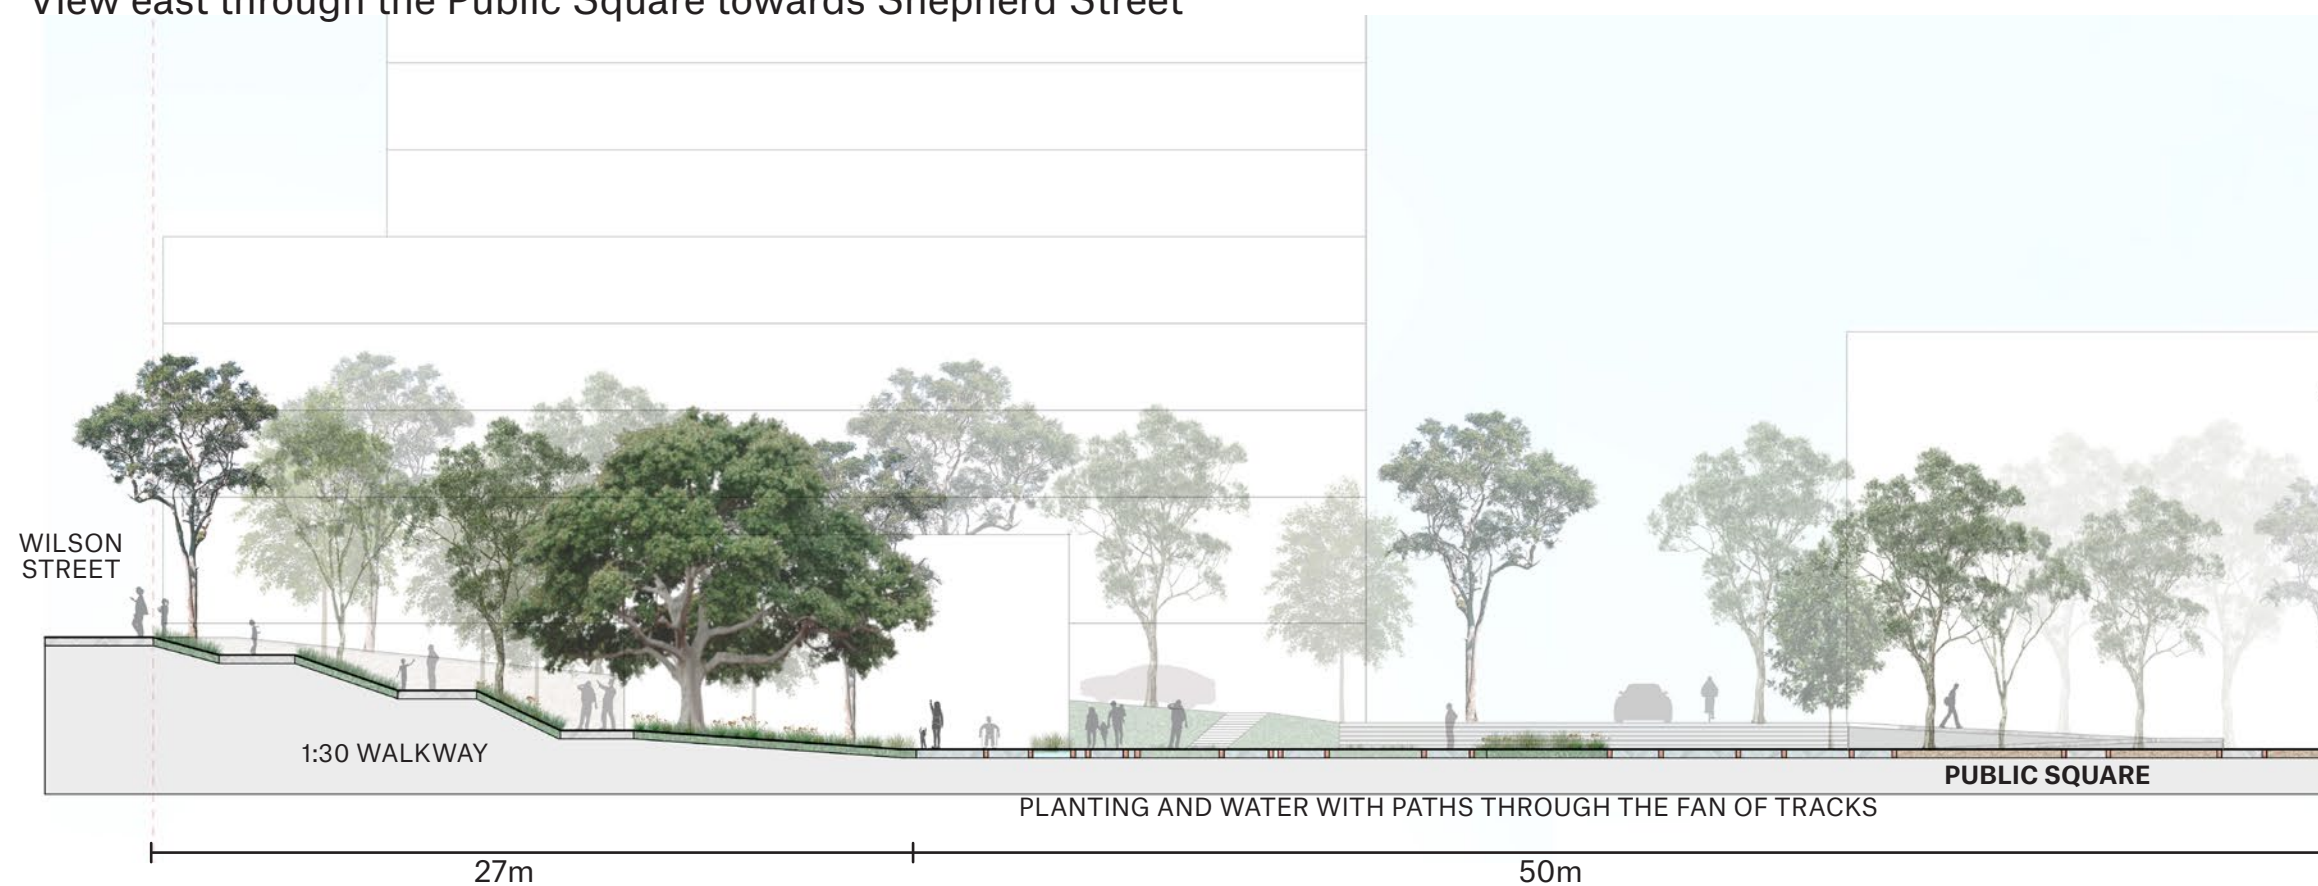 View east through the Public Square towards Shepherd Street
WILSON
STREET
1:30 WALKWAY
PUBLIC SQUARE
PLANTING AND WATER WITH PATHS THROUGH THE FAN OF TRACKS
27m
50m